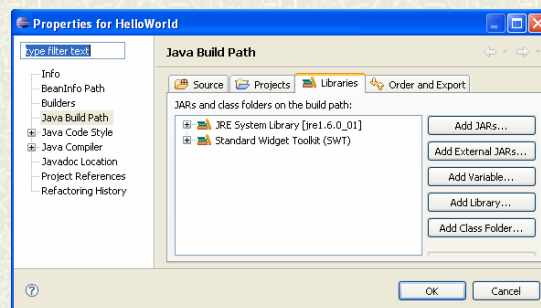 Properties for HelloWorld
type filter text
Info
BeanInfo Path
Builders
Java Build Path
Java Code Style
Java Compiler
Javadoc Location
Project References
Refactoring History
Java Build Path
Source Projects Libraries Order and Export
JARs and class folders on the build path:
JRE System Library [jre1.6.0_01]
Standard Widget Toolkit (SWT)
Add JARs...
Add External JARs...
Add Variable...
Add Library...
Add Class Folder...
?
OK Cancel